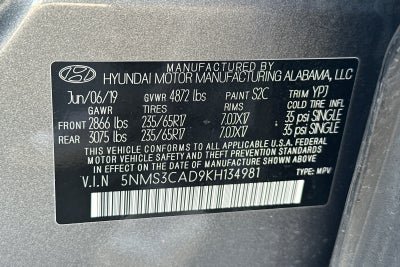 MANUFACTURED BY
HYUNDAI MOTOR MANUFACTURING ALABAMA, LLC
Jun/06/19 GVWR 4872 lbs PAINT S2C TRIM YPJ
GAWR TIRES RIMS COLD TIRE INFL
FRONT 2866 lbs 235/65R17 7.0JX17 35 psi SINGLE
REAR 3075 lbs 235/65R17 7.0JX17 35 psi SINGLE
THIS VEHICLE CONFORMS TO ALL APPLICABLE FEDERAL
MOTOR VEHICLE SAFETY, BUMPER, AND THEFT PREVENTION STANDARDS
IN EFFECT ON THE DATE OF MANUFACTURE SHOWN ABOVE.
V.I.N 5NMS3CAD9KH134981 TYPE: MPV